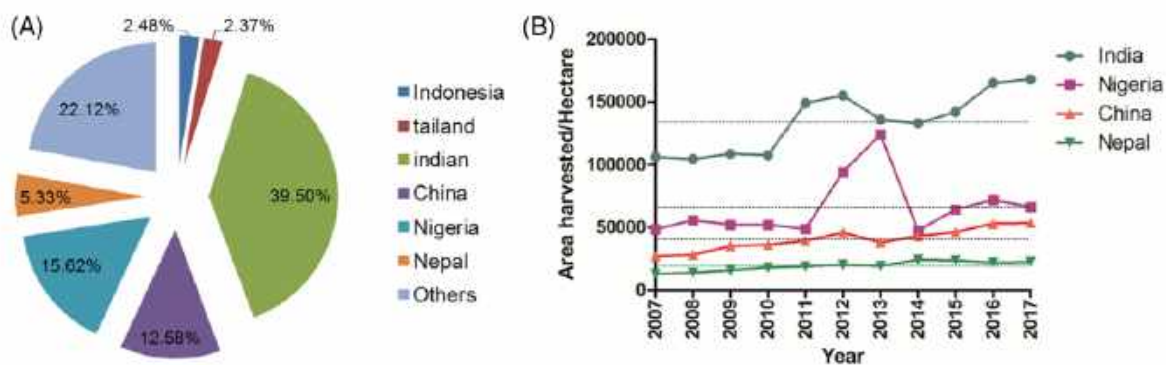 (A)
2.48%
2.37%
39.50%
12.58%
15.62%
5.33%
22.12%
Indonesia
tailand
indian
China
Nigeria
Nepal
Others
(B)
Area harvested/Hectare
200000
150000
100000
50000
0
2007
2008
2009
2010
2011
2012
2013
2014
2015
2016
2017
Year
India
Nigeria
China
Nepal